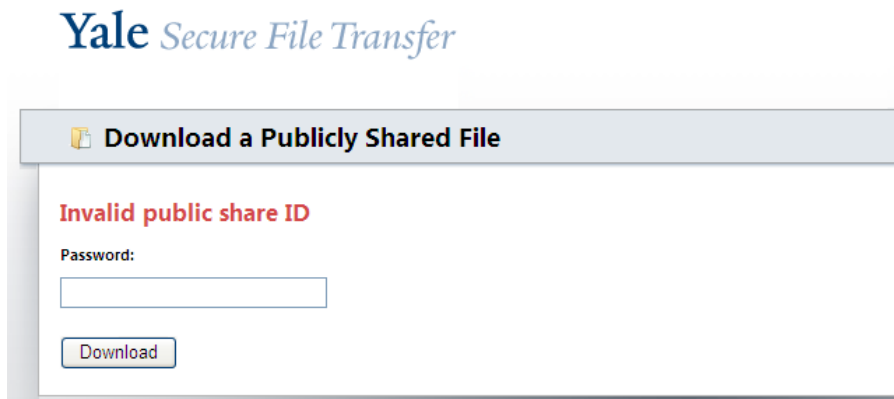 Yale Secure File Transfer
Download a Publicly Shared File
Invalid public share ID
Password:
Download